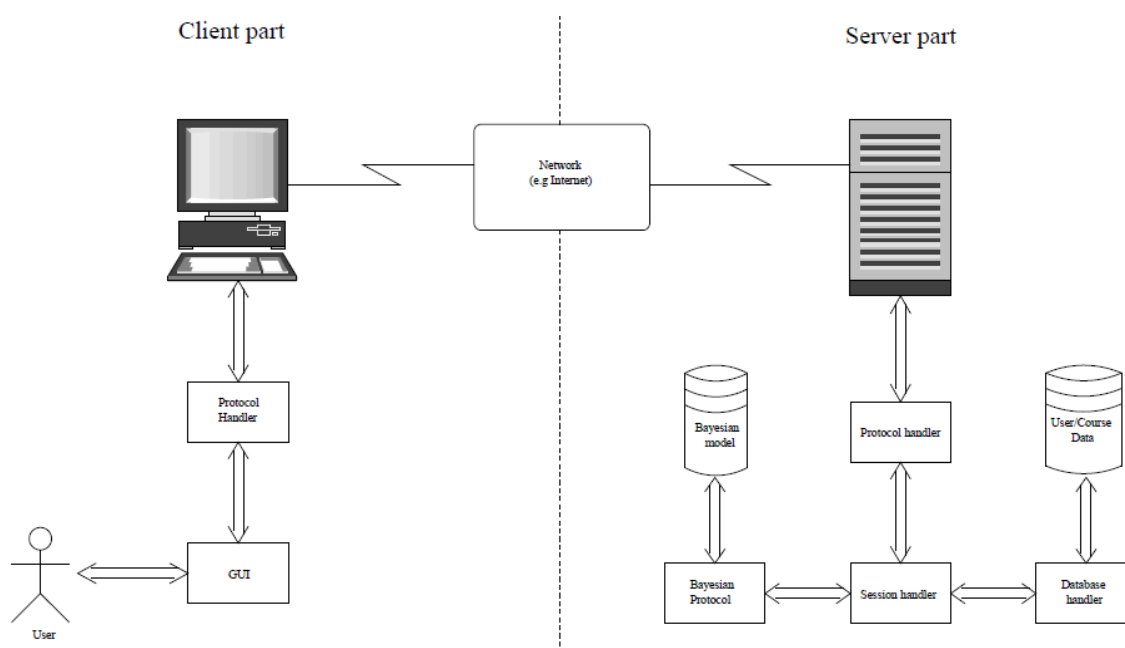 Client part
Server part
Network
(e.g Internet)
Protocol
Handler
Bayesian
model
Protocol handler
User/Course
Data
GUI
Bayesian
Protocol
Session handler
Database
handler
User